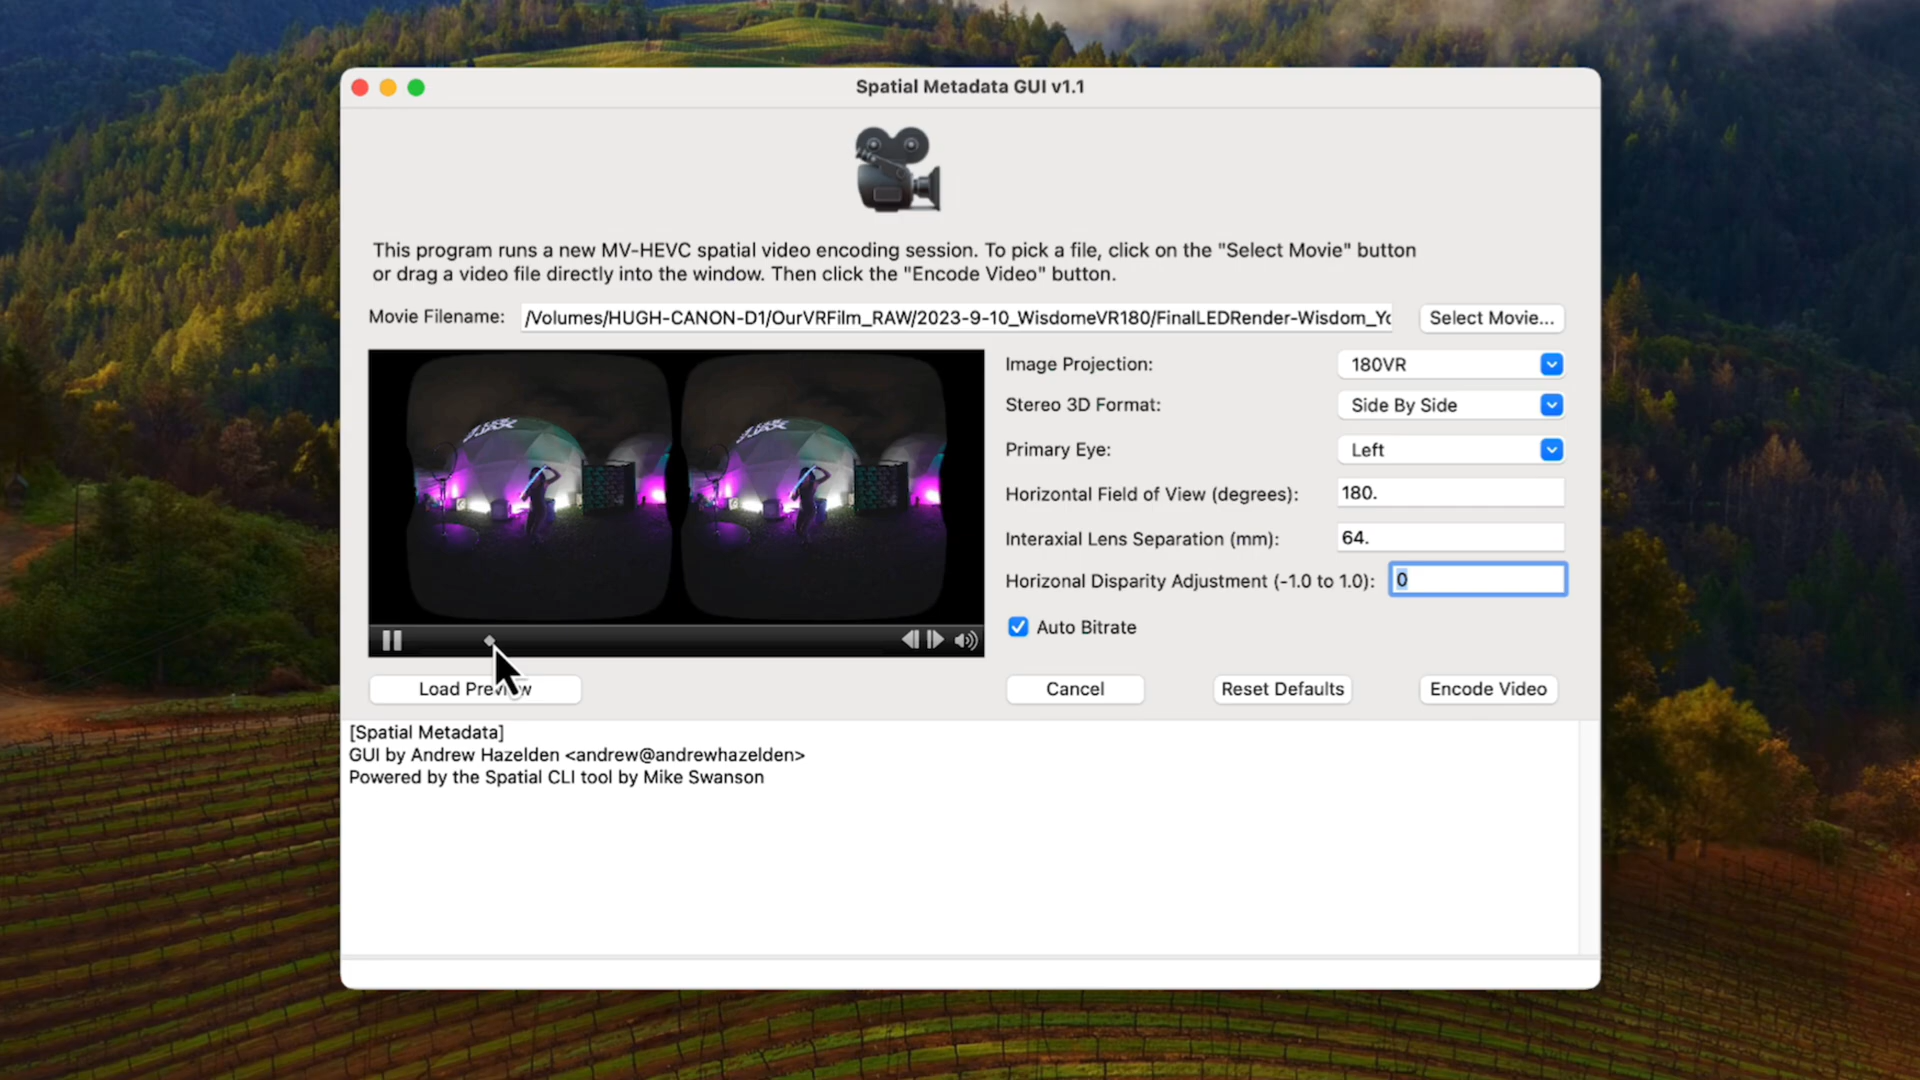 Spatial Metadata GUI v1.1
This program runs a new MV-HEVC spatial video encoding session. To pick a file, click on the "Select Movie" button
or drag a video file directly into the window. Then click the "Encode Video" button.
Movie Filename: /Volumes/HUGH-CANON-D1/OurVRFilm_RAW/2023-9-10_WisdomeVR180/FinalLEDRender-Wisdom_Yo Select Movie...
Image Projection: 180VR
Stereo 3D Format: Side By Side
Primary Eye: Left
Horizontal Field of View (degrees): 180.
Interaxial Lens Separation (mm): 64.
Horizonal Disparity Adjustment (-1.0 to 1.0): 0
Auto Bitrate
Load Preview Cancel Reset Defaults Encode Video
[Spatial Metadata]
GUI by Andrew Hazelden <andrew@andrewhazelden>
Powered by the Spatial CLI tool by Mike Swanson